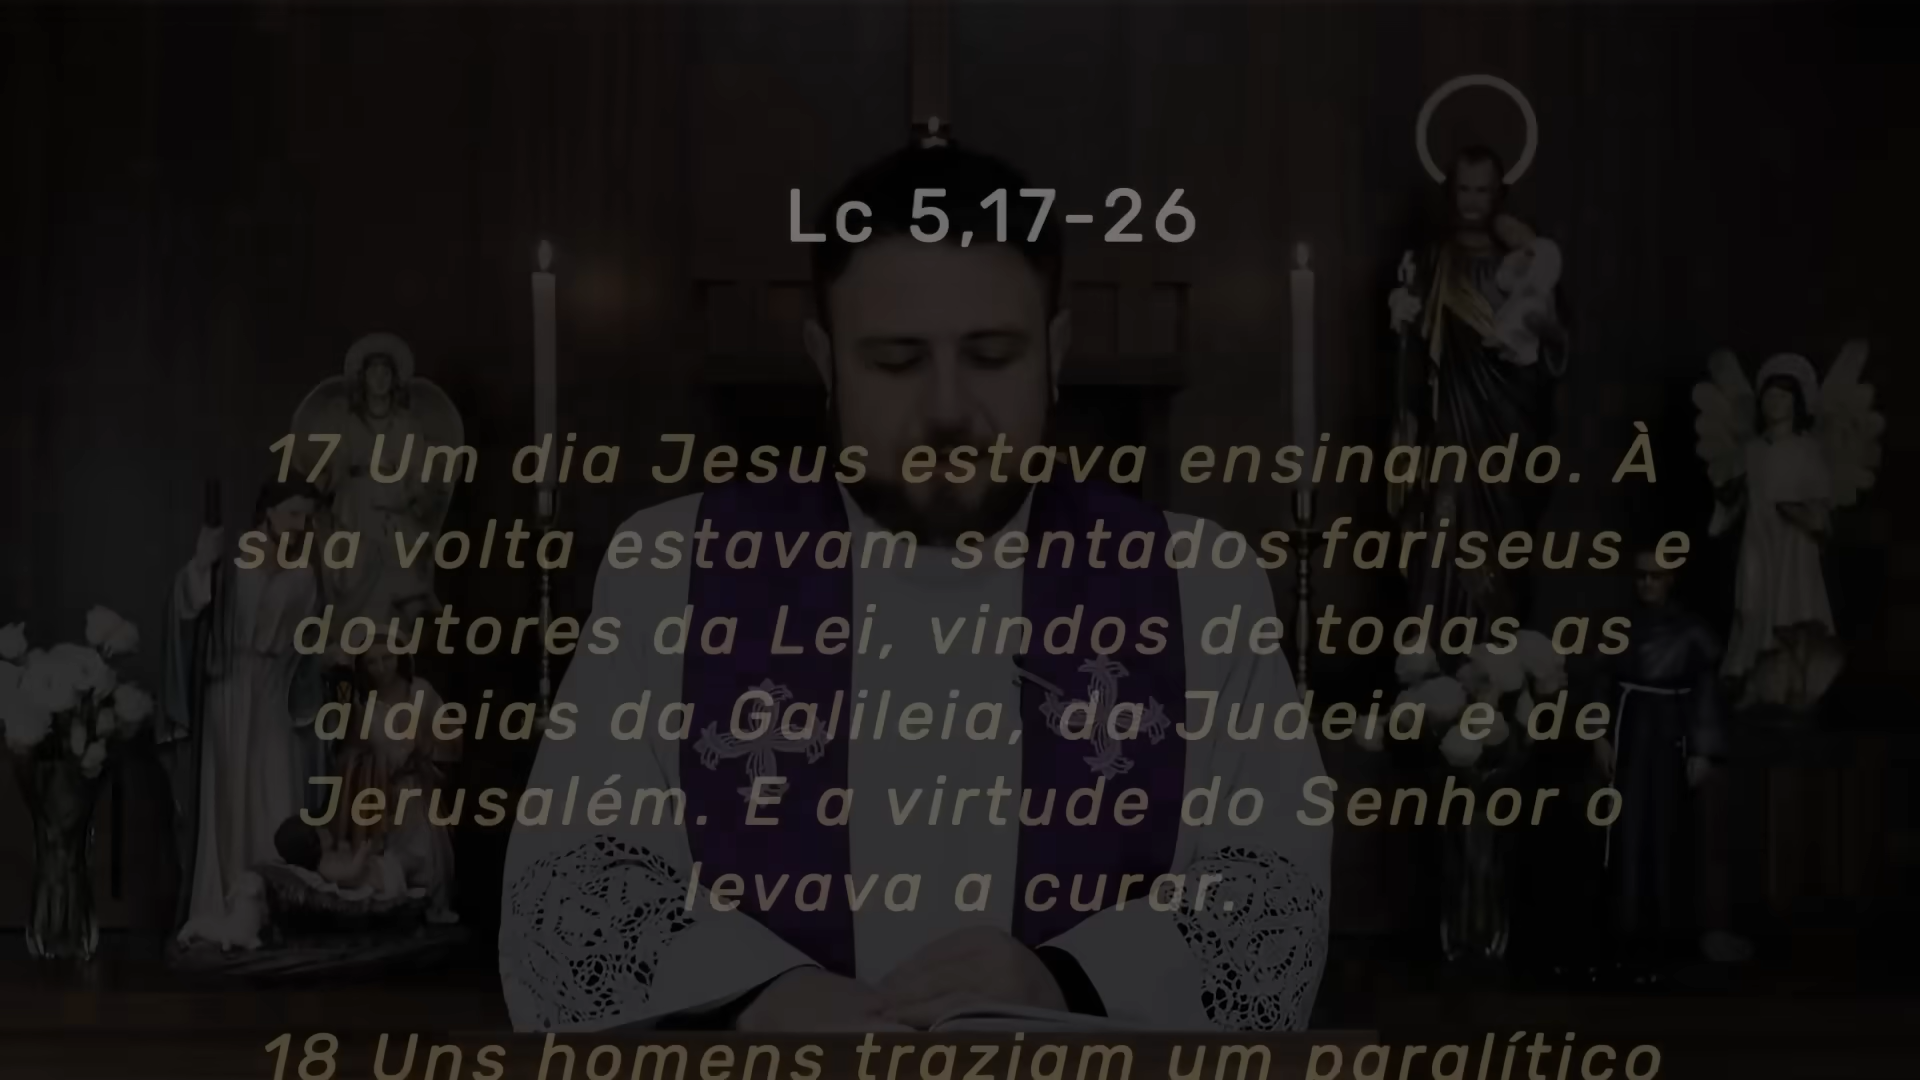 Lc 5,17-26
17 Um dia Jesus estava ensinando. À
sua volta estavam sentados fariseus e
doutores da Lei, vindos de todas as
aldeias da Galileia, da Judeia e de
Jerusalém. E a virtude do Senhor o
levava a curar.
18 Uns homens traziam um paralítico